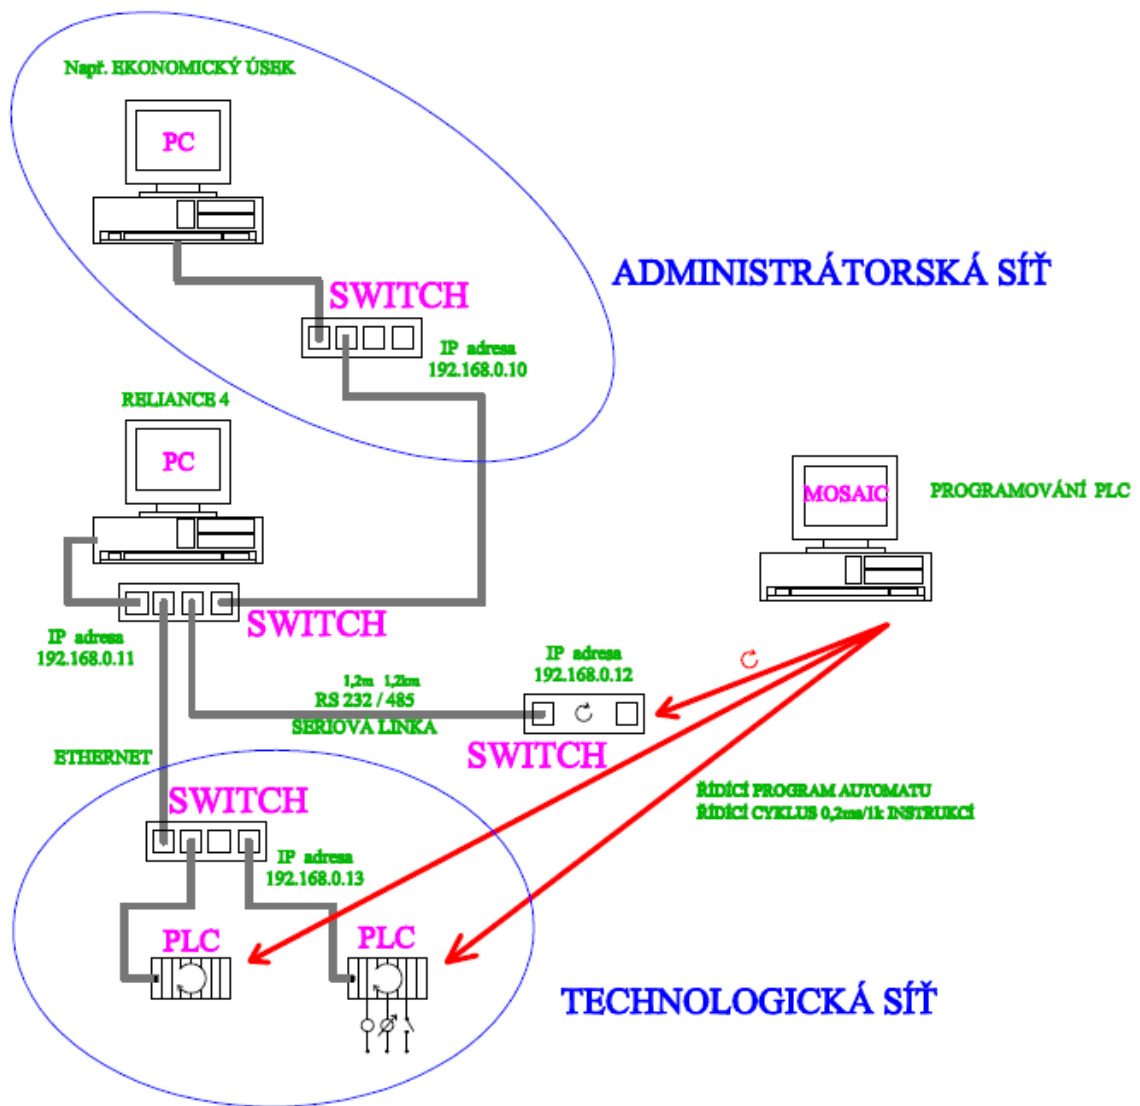 Např. EKONOMICKÝ ÚSEK
PC
ADMINISTRÁTORSKÁ SÍŤ
SWITCH
IP adresa
192.168.0.10
RELIANCE 4
PC
MOSAIC
PROGRAMOVÁNÍ PLC
SWITCH
IP adresa
192.168.0.11
IP adresa
192.168.0.12
1,2m 1,2km
RS 232 / 485
SERIOVÁ LINKA
SWITCH
ETHERNET
SWITCH
ŘÍDÍCÍ PROGRAM AUTOMATU
ŘÍDÍCÍ CYKLUS 0,2ms/1k INSTRUKCÍ
IP adresa
192.168.0.13
PLC
PLC
TECHNOLOGICKÁ SÍŤ